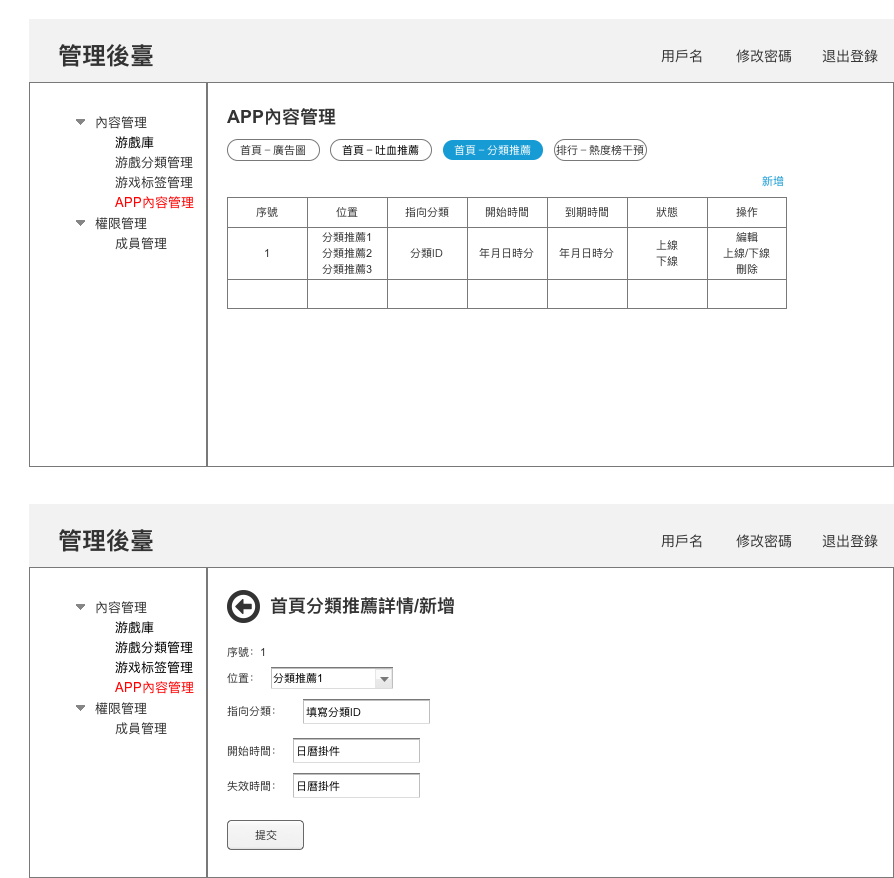 管理後臺
用戶名
修改密碼
退出登錄
內容管理
游戲庫
游戲分類管理
游戏标签管理
APP內容管理
權限管理
成員管理
APP內容管理
首頁－廣告圖
首頁－吐血推薦
首頁－分類推薦
排行－熱度榜干預
新增
序號
位置
指向分類
開始時間
到期時間
狀態
操作
1
分類推薦1
分類推薦2
分類推薦3
分類ID
年月日時分
年月日時分
上線
下線
編輯
上線/下線
刪除
管理後臺
用戶名
修改密碼
退出登錄
內容管理
游戲庫
游戲分類管理
游戏标签管理
APP內容管理
權限管理
成員管理
首頁分類推薦詳情/新增
序號：1
位置：
分類推薦1
指向分類：
填寫分類ID
開始時間：
日曆掛件
失效時間：
日曆掛件
提交